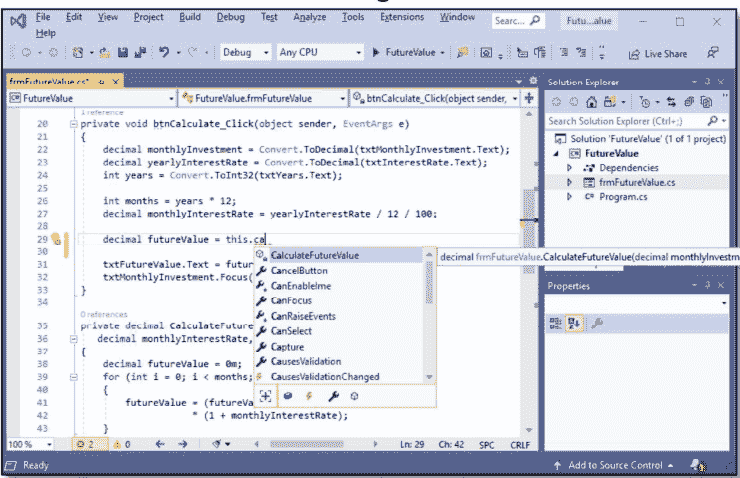 File Edit View Project Build Debug Test Analyze Tools Extensions Window Searc... Futu...alue
Help
Debug Any CPU FutureValue Live Share
frmFutureValue.cs*
FutureValue FutureValue.frmFutureValue btnCalculate_Click(object sender,
1 reference
20 private void btnCalculate_Click(object sender, EventArgs e)
21 {
22 decimal monthlyInvestment = Convert.ToDecimal(txtMonthlyInvestment.Text);
23 decimal yearlyInterestRate = Convert.ToDecimal(txtInterestRate.Text);
24 int years = Convert.ToInt32(txtYears.Text);
25
26 int months = years * 12;
27 decimal monthlyInterestRate = yearlyInterestRate / 12 / 100;
28
29 decimal futureValue = this.ca
30
31 txtFutureValue.Text = futur
32 txtMonthlyInvestment.Focus(
33 }
34
0 references
35 private decimal CalculateFuture
36 decimal monthlyInterestRate,
37 {
38 decimal futureValue = 0m;
39 for (int i = 0; i < months;
40 {
41 futureValue = (futureVa
42 * (1 + monthlyInterestRate);
43 }
CalculateFutureValue
CancelButton
CanEnableIme
CanFocus
CanRaiseEvents
CanSelect
Capture
CausesValidation
CausesValidationChanged
decimal frmFutureValue.CalculateFutureValue(decimal monthlyInvestm
100 % 2 0 Ln: 29 Ch: 42 SPC CRLF
Solution Explorer
Search Solution Explorer (Ctrl+;)
Solution 'FutureValue' (1 of 1 project)
FutureValue
Dependencies
frmFutureValue.cs
C# Program.cs
Properties
Ready Add to Source Control